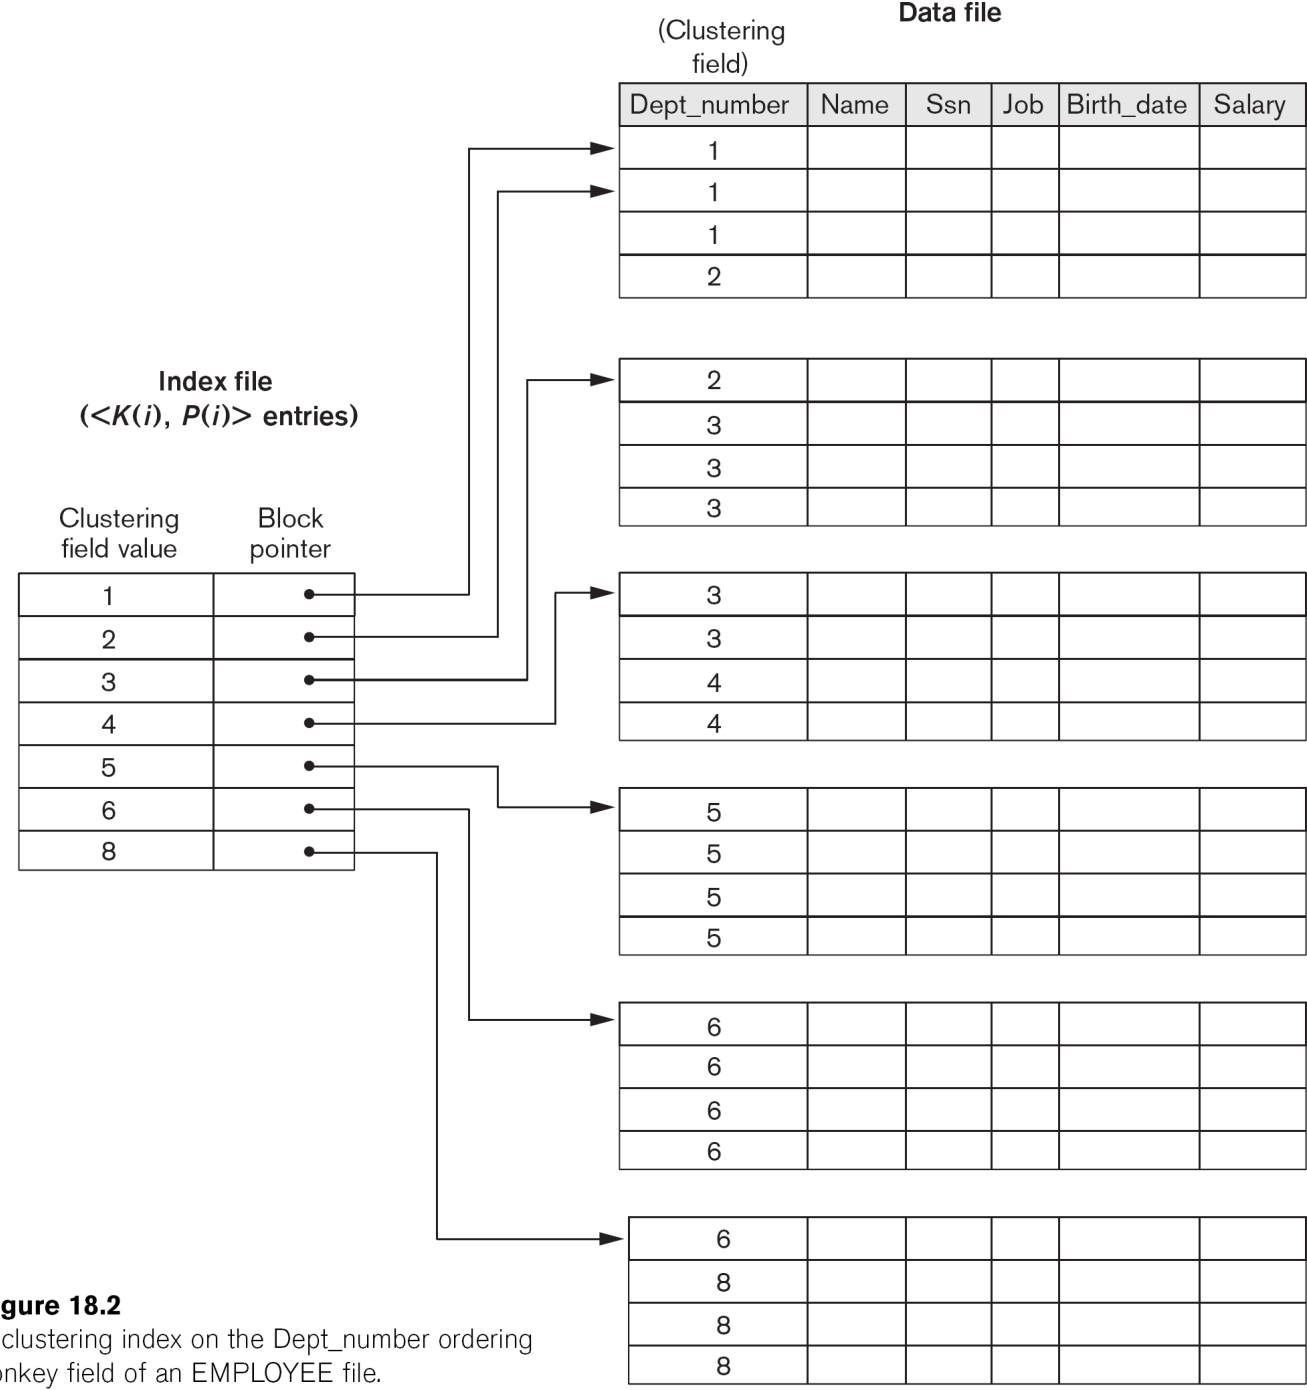 Data file
(Clustering
field)
Dept_number Name Ssn Job Birth_date Salary
1
1
1
2
2
3
3
3
3
3
4
4
5
5
5
5
6
6
6
6
6
8
8
8
Index file
(<K(i), P(i)> entries)
Clustering
field value
Block
pointer
1
2
3
4
5
6
8
gure 18.2
clustering index on the Dept_number ordering
onkey field of an EMPLOYEE file.